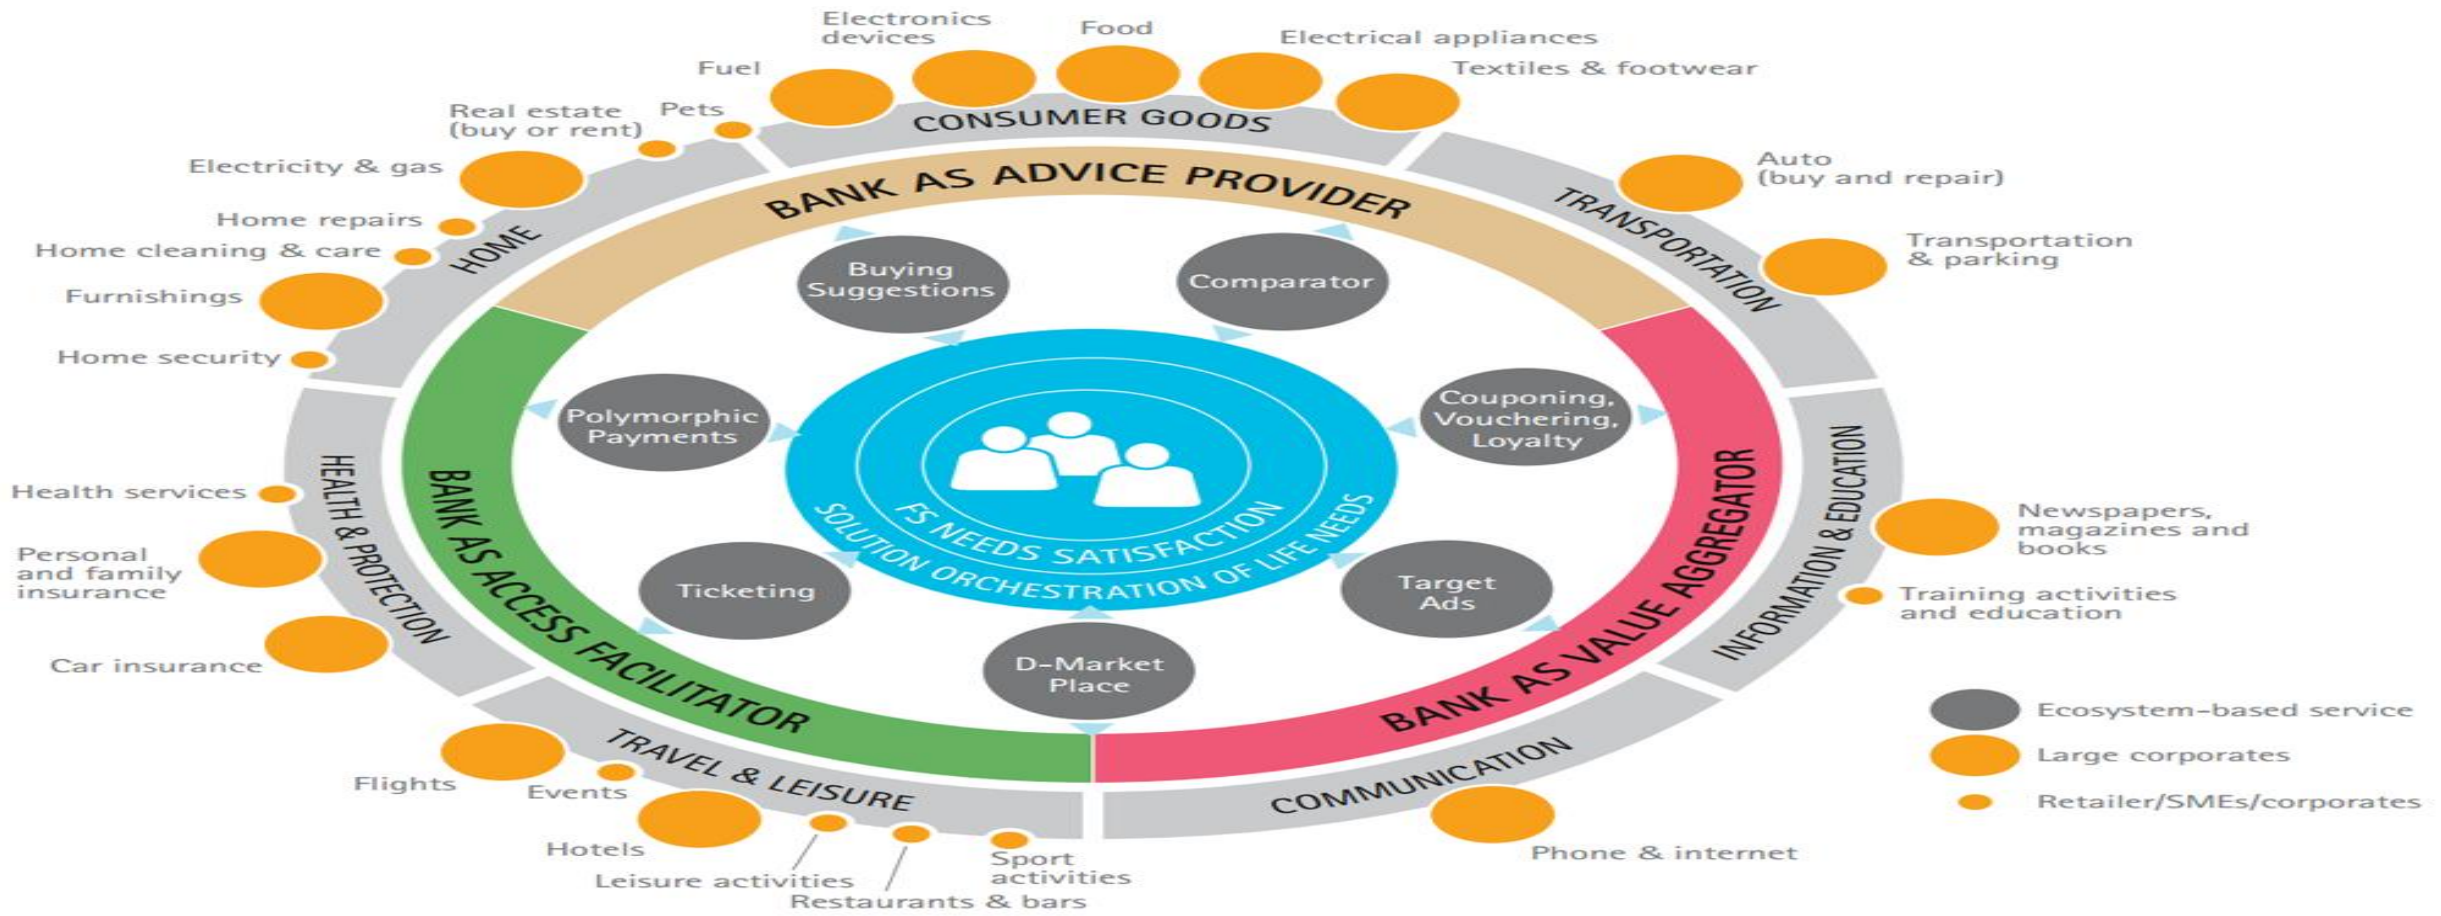 Electronics
devices
Food
Electrical appliances
Fuel
Textiles & footwear
Real estate
(buy or rent)
Pets
CONSUMER GOODS
Electricity & gas
Auto
(buy and repair)
Home repairs
Home cleaning & care
Furnishings
Home security
HOME
BANK AS ADVICE PROVIDER
TRANSPORTATION
Transportation
& parking
Buying
Suggestions
Comparator
Polymorphic
Payments
Couponing,
Vouchering,
Loyalty
Ticketing
Target
Ads
D-Market
Place
FS NEEDS SATISFACTION
SOLUTION ORCHESTRATION OF LIFE NEEDS
BANK AS ACCESS FACILITATOR
BANK AS VALUE AGGREGATOR
HEALTH & PROTECTION
INFORMATION & EDUCATION
Health services
Personal
and family
insurance
Car insurance
Newspapers,
magazines and
books
Training activities
and education
TRAVEL & LEISURE
COMMUNICATION
Flights
Events
Hotels
Leisure activities
Restaurants & bars
Sport
activities
Phone & internet
Ecosystem-based service
Large corporates
Retailer/SMEs/corporates